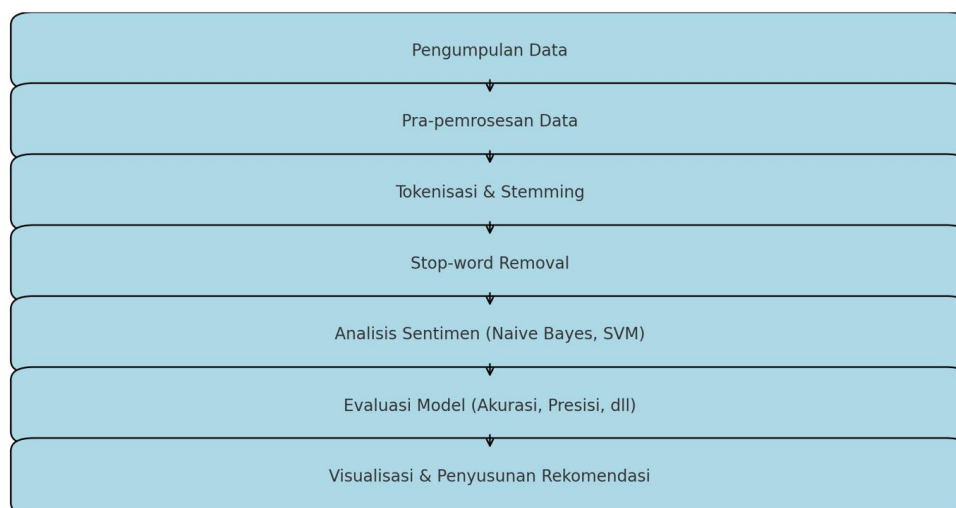 Pengumpulan Data
Pra-pemrosesan Data
Tokenisasi & Stemming
Stop-word Removal
Analisis Sentimen (Naive Bayes, SVM)
Evaluasi Model (Akurasi, Presisi, dll)
Visualisasi & Penyusunan Rekomendasi